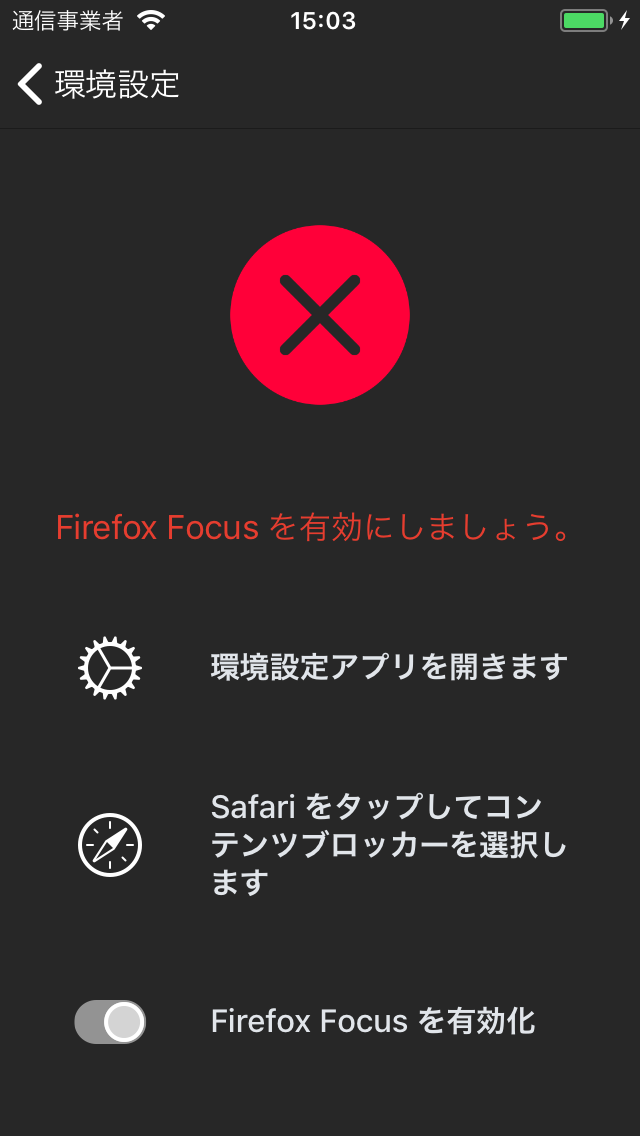 通信事業者 15:03
環境設定
Firefox Focus を有効にしましょう。
環境設定アプリを開きます
Safari をタップしてコン
テンツブロッカーを選択し
ます
Firefox Focus を有効化